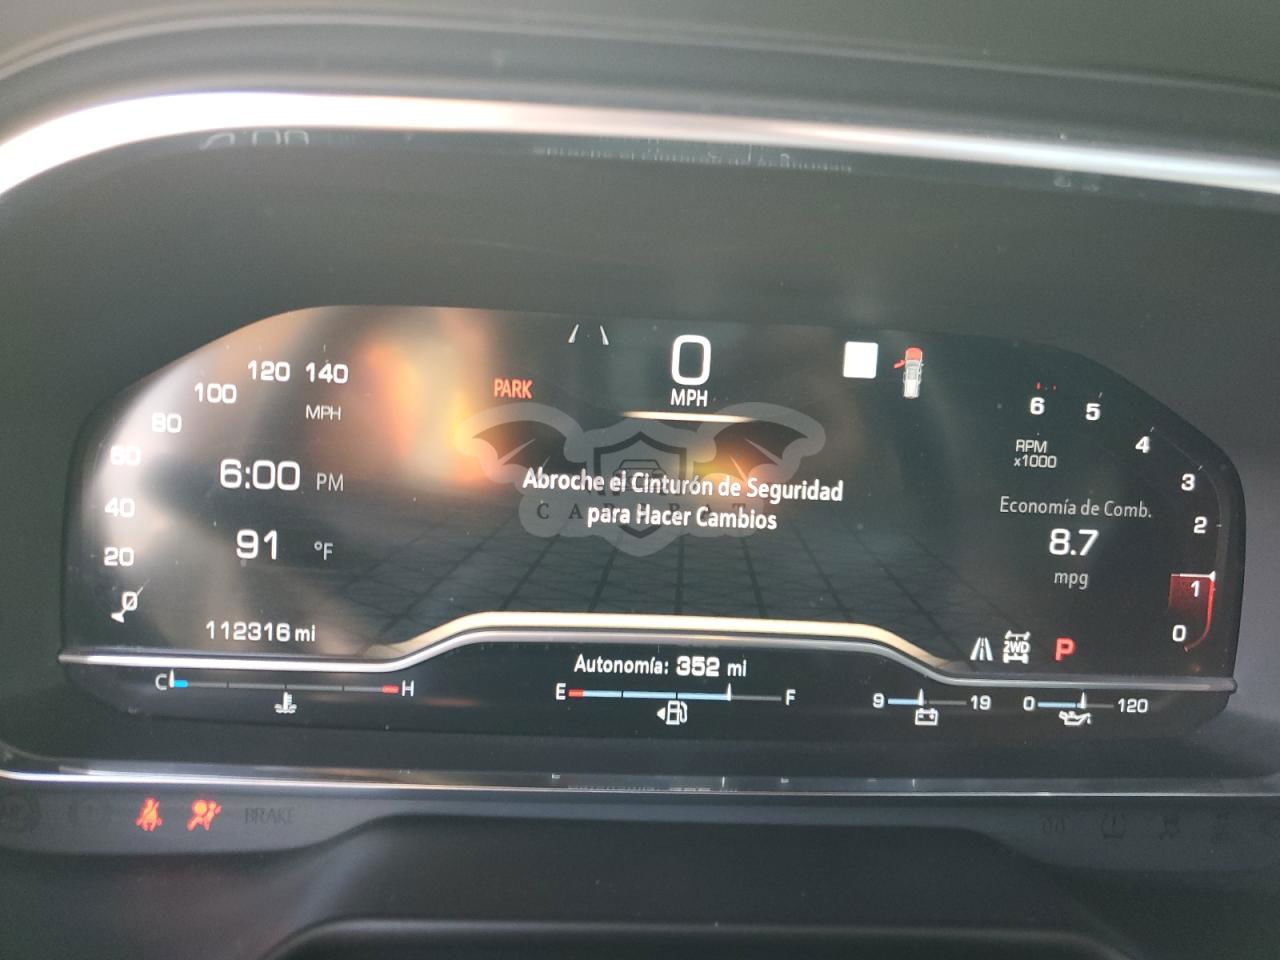 140
120
100
80
60
40
20
0
MPH
PARK
0
MPH
6:00 PM
91 °F
112316 mi
Abroche el Cinturón de Seguridad
para Hacer Cambios
6
5
4
3
2
1
0
RPM
x1000
Economía de Comb.
8.7
mpg
2WD
P
C H
Autonomía: 352 mi
E F
9 19
0 120
BRAKE